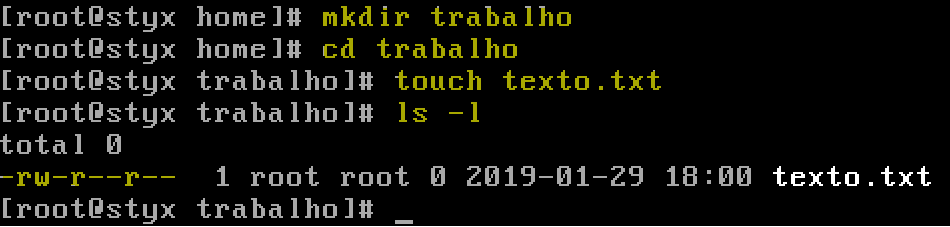 [root@styx home]# mkdir trabalho
[root@styx home]# cd trabalho
[root@styx trabalho]# touch texto.txt
[root@styx trabalho]# ls -l
total 0
-rw-r--r--  1 root root 0 2019-01-29 18:00 texto.txt
[root@styx trabalho]# _